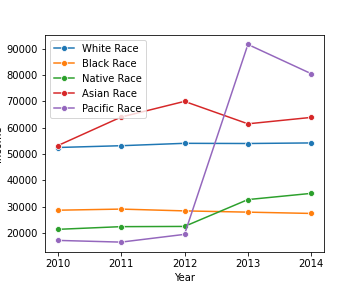 90000
80000
70000
60000
50000
40000
30000
20000
White Race
Black Race
Native Race
Asian Race
Pacific Race
2010 2011 2012 2013 2014
Year